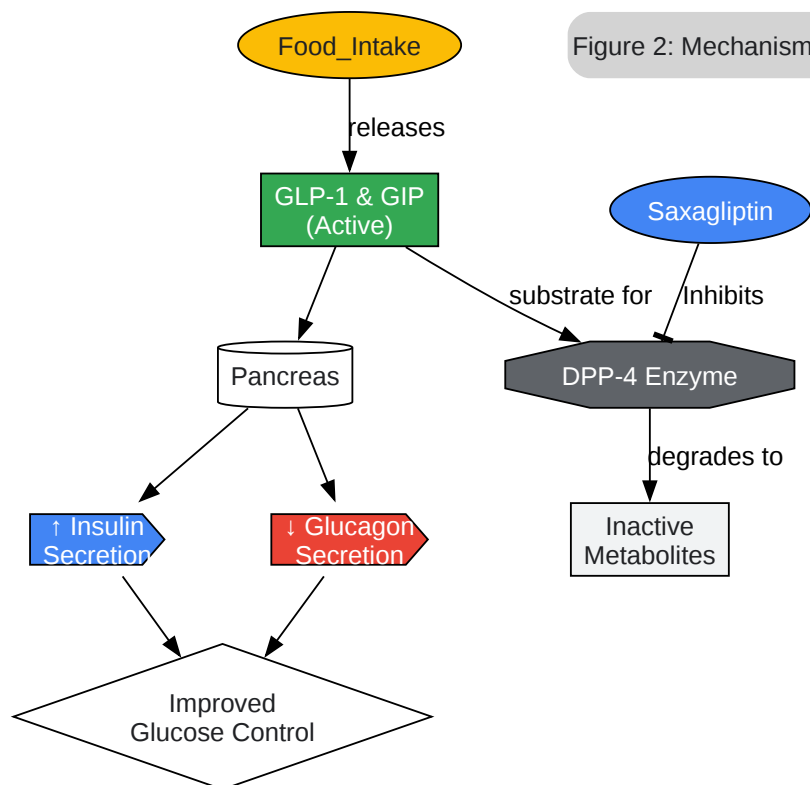 Food_Intake
Figure 2: Mechanism
releases
GLP-1 & GIP
(Active)
Saxagliptin
substrate for
Inhibits
Pancreas
DPP-4 Enzyme
degrades to
↑ Insulin
Secretion
↓ Glucagon
Secretion
Inactive
Metabolites
Improved
Glucose Control